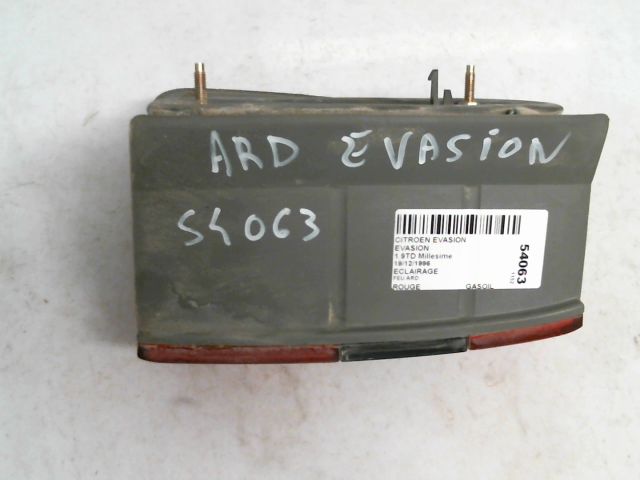 ARD EVASION
54063
CITROEN EVASION
EVASION
1.9TD Millesime
19/12/1996
ECLAIRAGE
FEU ARD
ROUGE GASOIL
54063